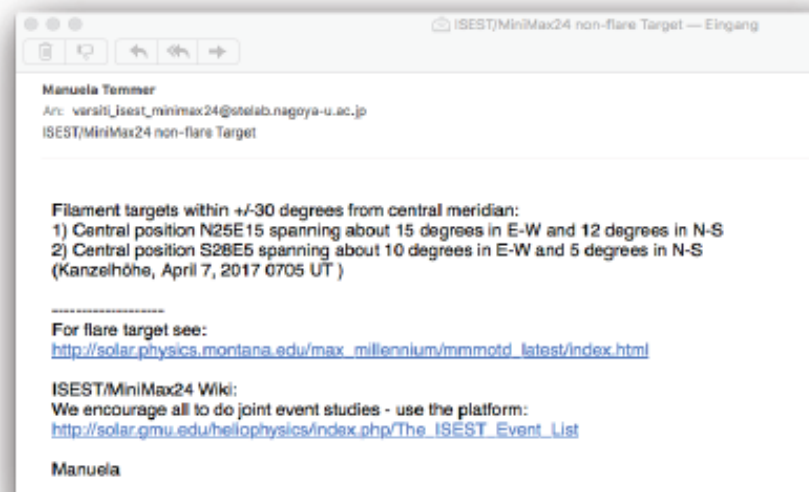 ISEST/MiniMax24 non-flare Target — Eingang
Manuela Temmer
An: varsiti_isest_minimax24@stelab.nagoya-u.ac.jp
ISEST/MiniMax24 non-flare Target
Filament targets within +/-30 degrees from central meridian:
1) Central position N25E15 spanning about 15 degrees in E-W and 12 degrees in N-S
2) Central position S28E5 spanning about 10 degrees in E-W and 5 degrees in N-S
(Kanzelhöhe, April 7, 2017 0705 UT )
-------------------
For flare target see:
http://solar.physics.montana.edu/max_millennium/mmmotd_latest/index.html
ISEST/MiniMax24 Wiki:
We encourage all to do joint event studies - use the platform:
http://solar.gmu.edu/heliophysics/index.php/The_ISEST_Event_List
Manuela